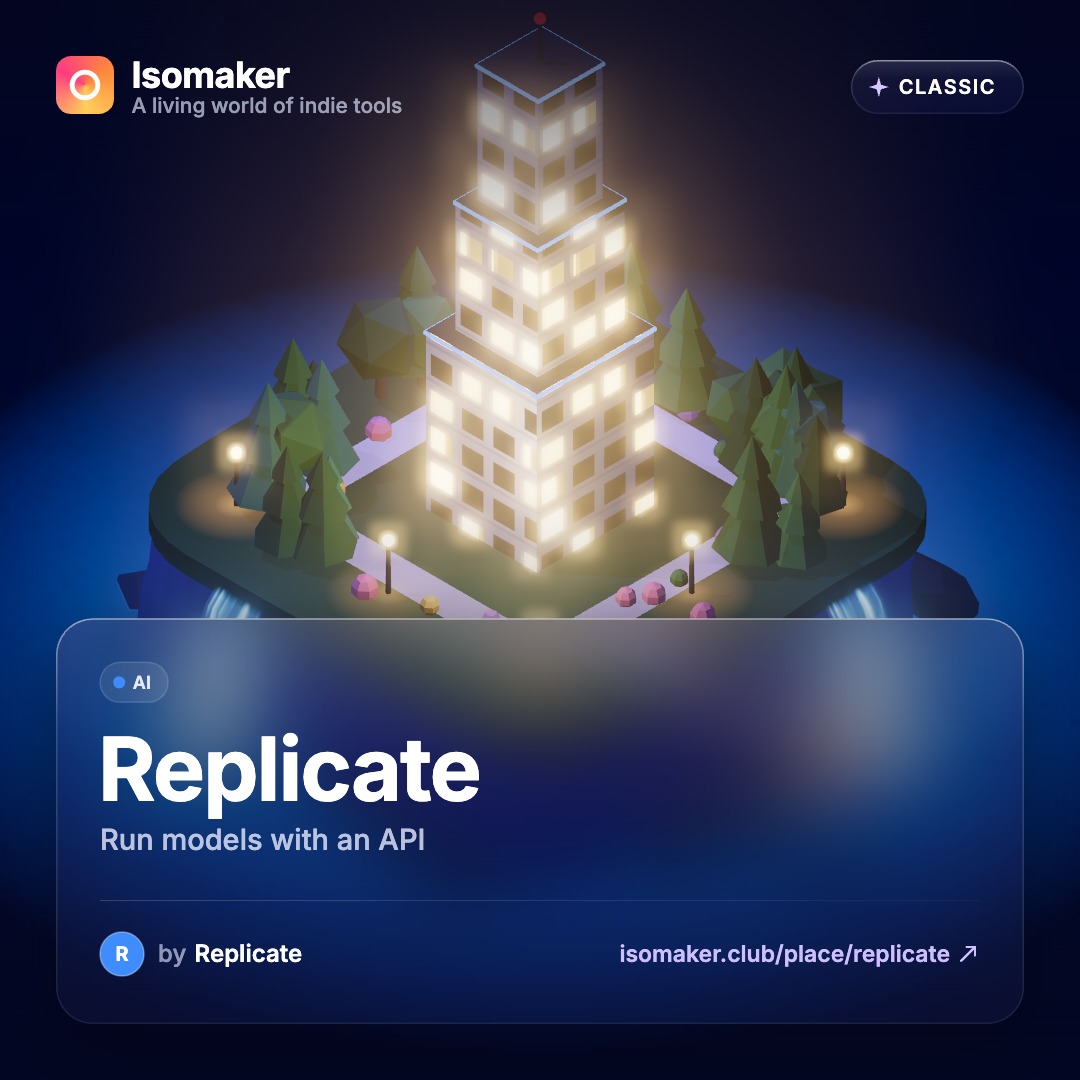 Isomaker
A living world of indie tools
CLASSIC
AI
Replicate
Run models with an API
R
by Replicate
isomaker.club/place/replicate ↗